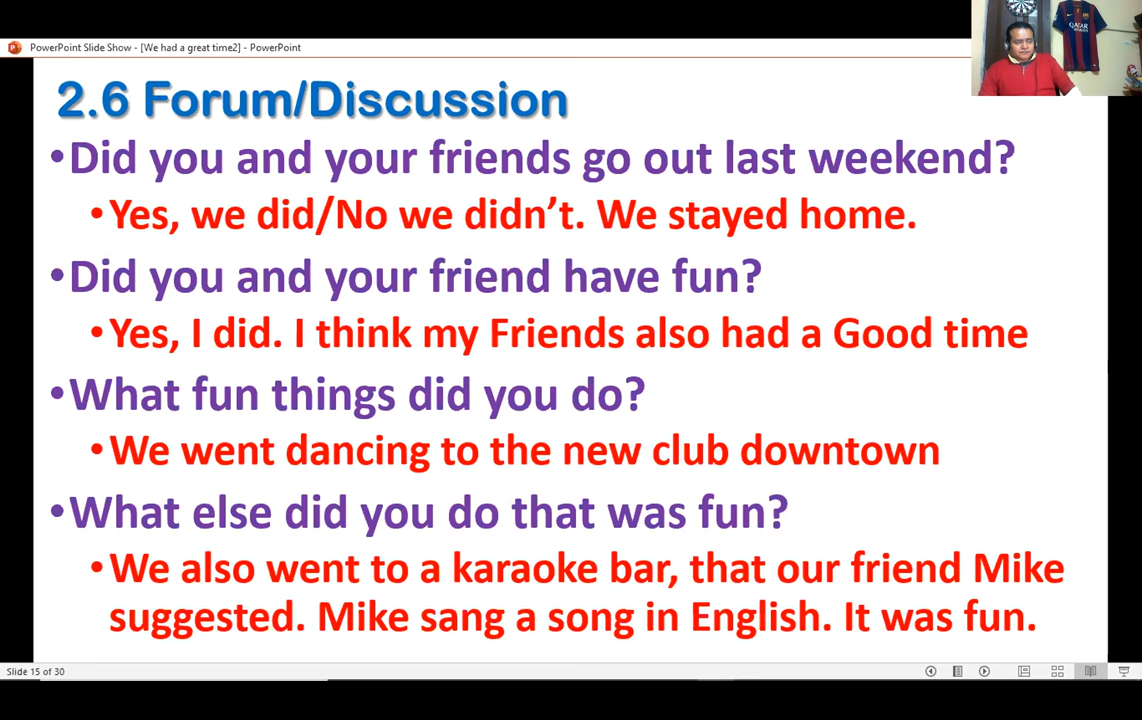 PowerPoint Slide Show - [We had a great time2] - PowerPoint
QATAR
2.6 Forum/Discussion
•Did you and your friends go out last weekend?
•Yes, we did/No we didn’t. We stayed home.
•Did you and your friend have fun?
•Yes, I did. I think my Friends also had a Good time
•What fun things did you do?
•We went dancing to the new club downtown
•What else did you do that was fun?
•We also went to a karaoke bar, that our friend Mike
suggested. Mike sang a song in English. It was fun.
Slide 15 of 30